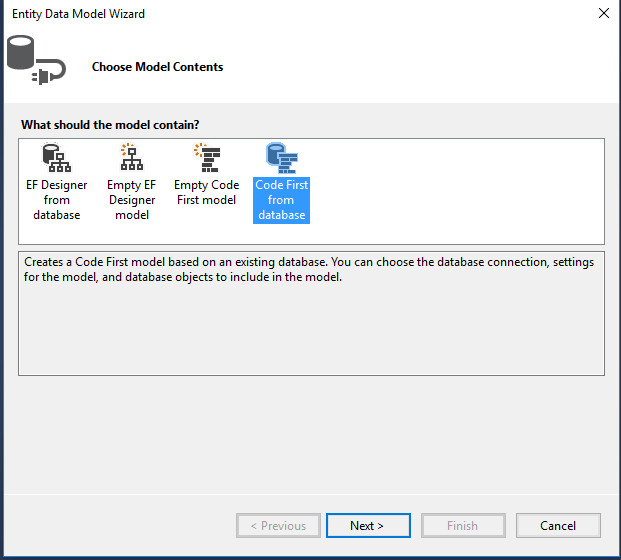 Entity Data Model Wizard
Choose Model Contents
What should the model contain?
EF Designer
from
database
Empty EF
Designer
model
Empty Code
First model
Code First
from
database
Creates a Code First model based on an existing database. You can choose the database connection, settings
for the model, and database objects to include in the model.
< Previous
Next >
Finish
Cancel